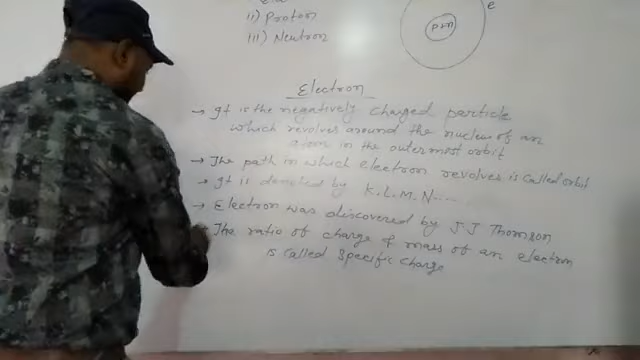 ii) Proton
iii) Neutron
e
P+n
Electron
→ It is the negatively charged particle
which revolves around the nucleus of an
atom in the outermost orbit
→ The path in which electron revolves is called orbit
→ It is denoted by K.L.M.N.....
→ Electron was discovered by J J Thomson
The ratio of charge & mass of an electron
is called Specific Charge